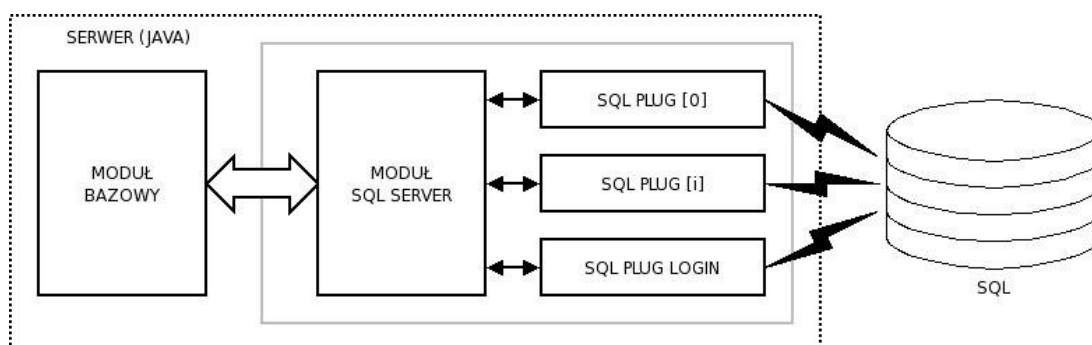 SERWER (JAVA)
MODUŁ
BAZOWY
MODUŁ
SQL SERVER
SQL PLUG [0]
SQL PLUG [i]
SQL PLUG LOGIN
SQL